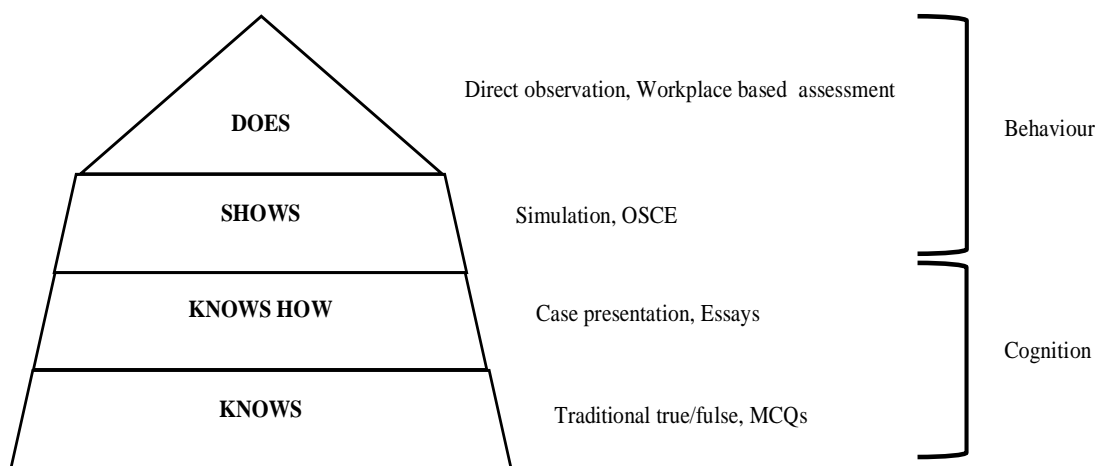 Direct observation, Workplace based assessment
DOES
Behaviour
SHOWS
Simulation, OSCE
KNOWS HOW
Case presentation, Essays
Cognition
KNOWS
Traditional true/fulse, MCQs